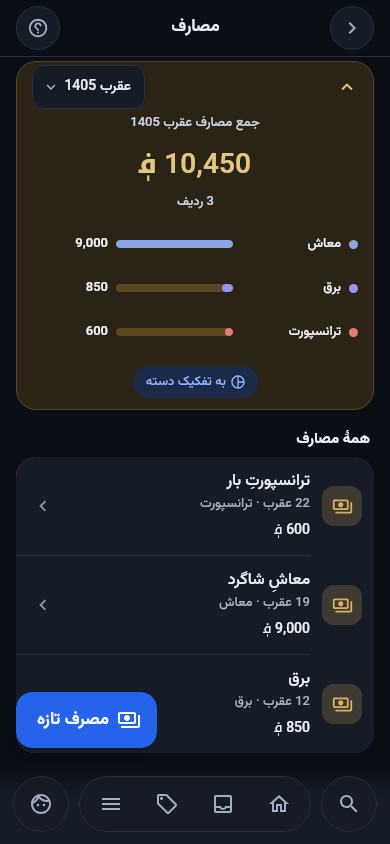 مصارف
عقرب 1405
جمع مصارف عقرب 1405
10,450 ؋
3 ردیف
معاش 9,000
برق 850
ترانسپورت 600
به تفکیک دسته
همهٔ مصارف
ترانسپورتِ بار
22 عقرب · ترانسپورت
600 ؋
معاشِ شاگرد
19 عقرب · معاش
9,000 ؋
برق
12 عقرب · برق
850 ؋
مصرف تازه